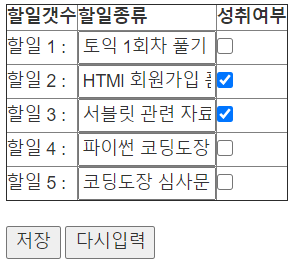 할일갯수 할일종류 성취여부
할일 1 : 토익 1회차 풀기
할일 2 : HTMl 회원가입
할일 3 : 서블릿 관련 자료
할일 4 : 파이썬 코딩도장
할일 5 : 코딩도장 심사문
저장 다시입력